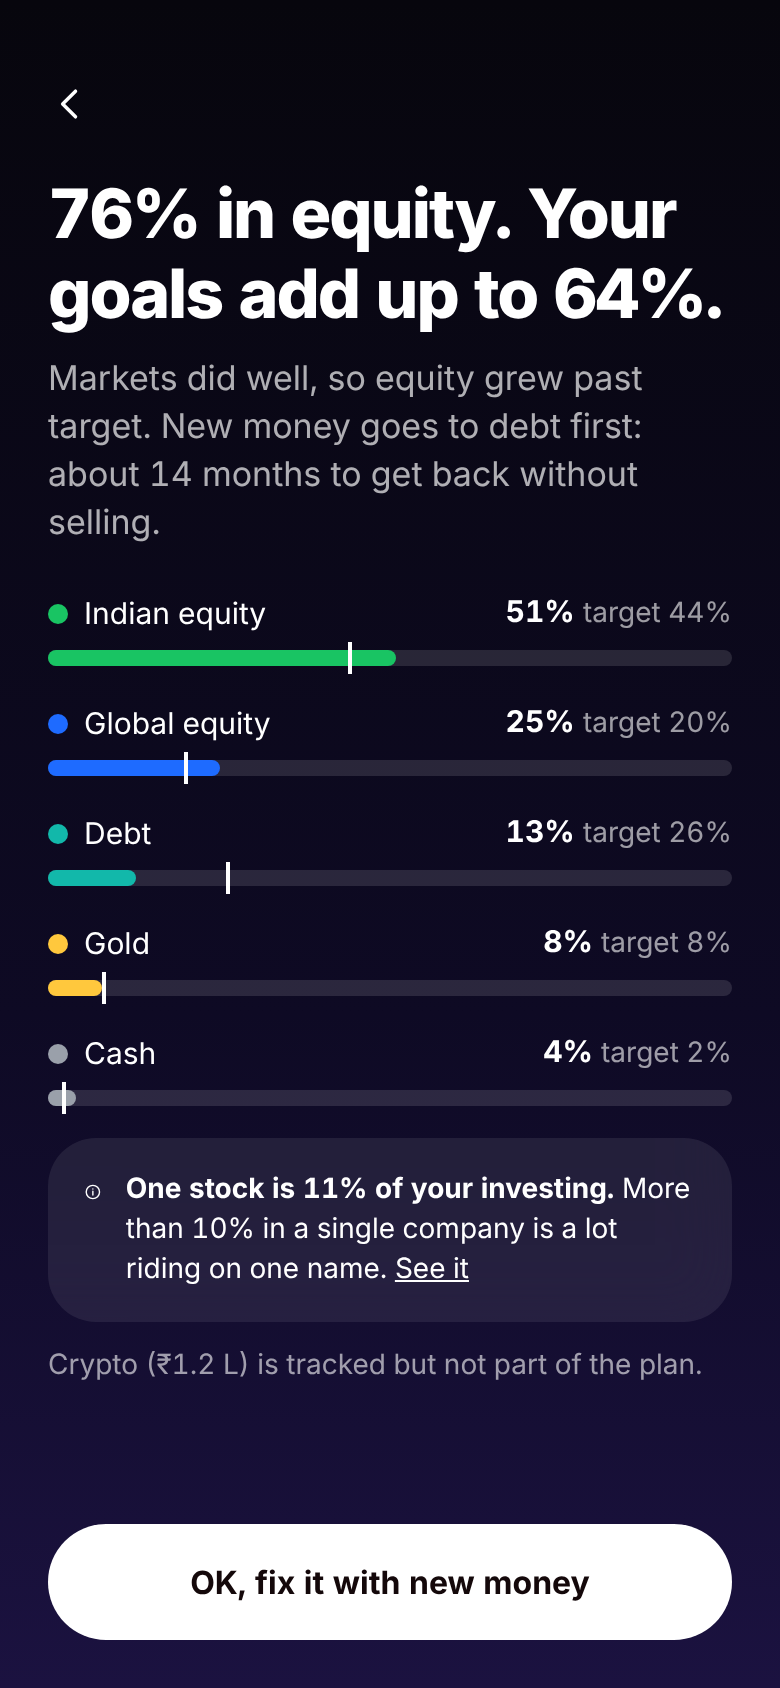 76% in equity. Your
goals add up to 64%.
Markets did well, so equity grew past
target. New money goes to debt first:
about 14 months to get back without
selling.
Indian equity 51% target 44%
Global equity 25% target 20%
Debt 13% target 26%
Gold 8% target 8%
Cash 4% target 2%
One stock is 11% of your investing. More
than 10% in a single company is a lot
riding on one name. See it
Crypto (₹1.2 L) is tracked but not part of the plan.
OK, fix it with new money